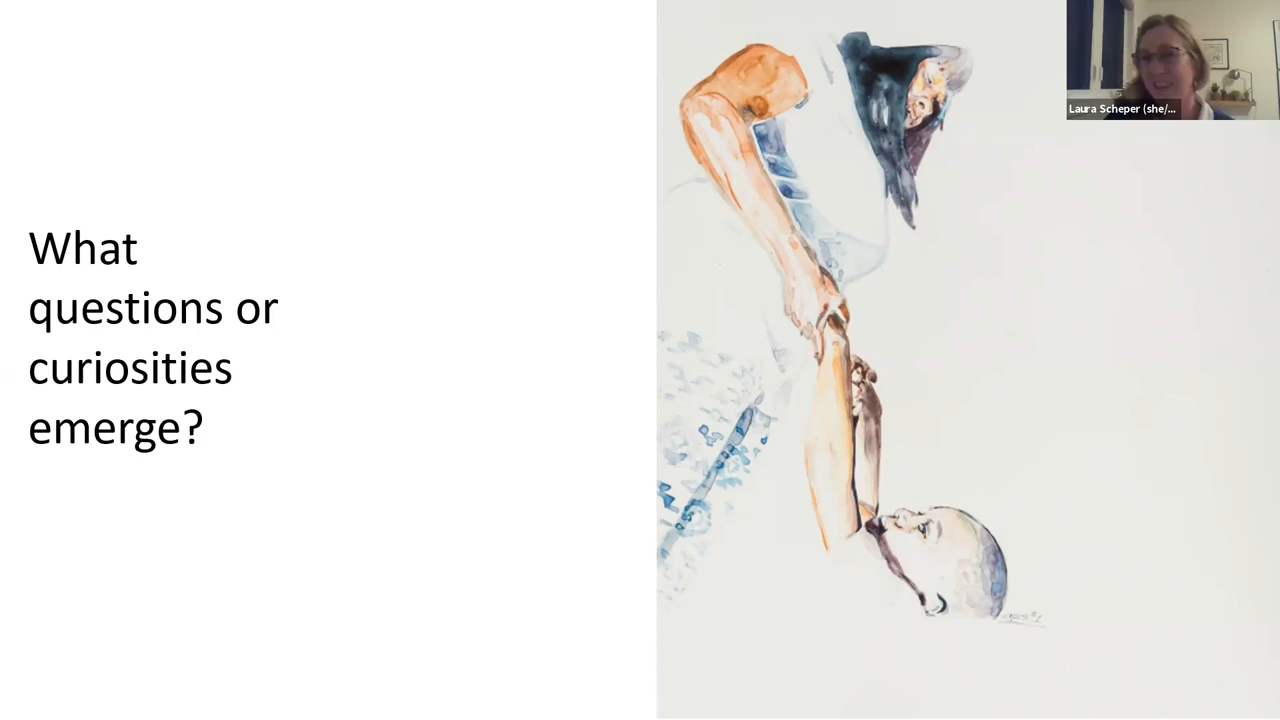 What
questions or
curiosities
emerge?
Laura Scheper (she/...